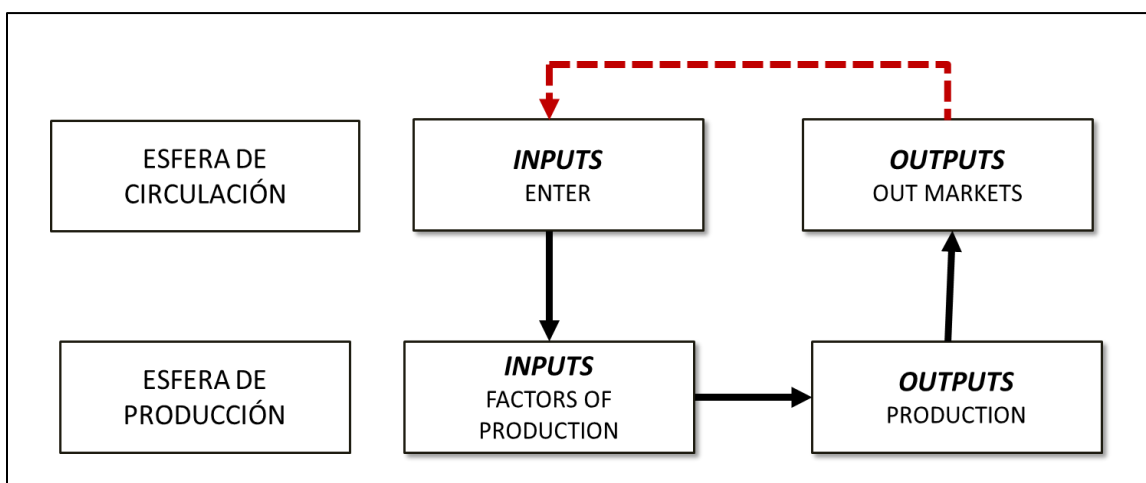 ESFERA DE
CIRCULACIÓN
INPUTS
ENTER
OUTPUTS
OUT MARKETS
ESFERA DE
PRODUCCIÓN
INPUTS
FACTORS OF
PRODUCTION
OUTPUTS
PRODUCTION